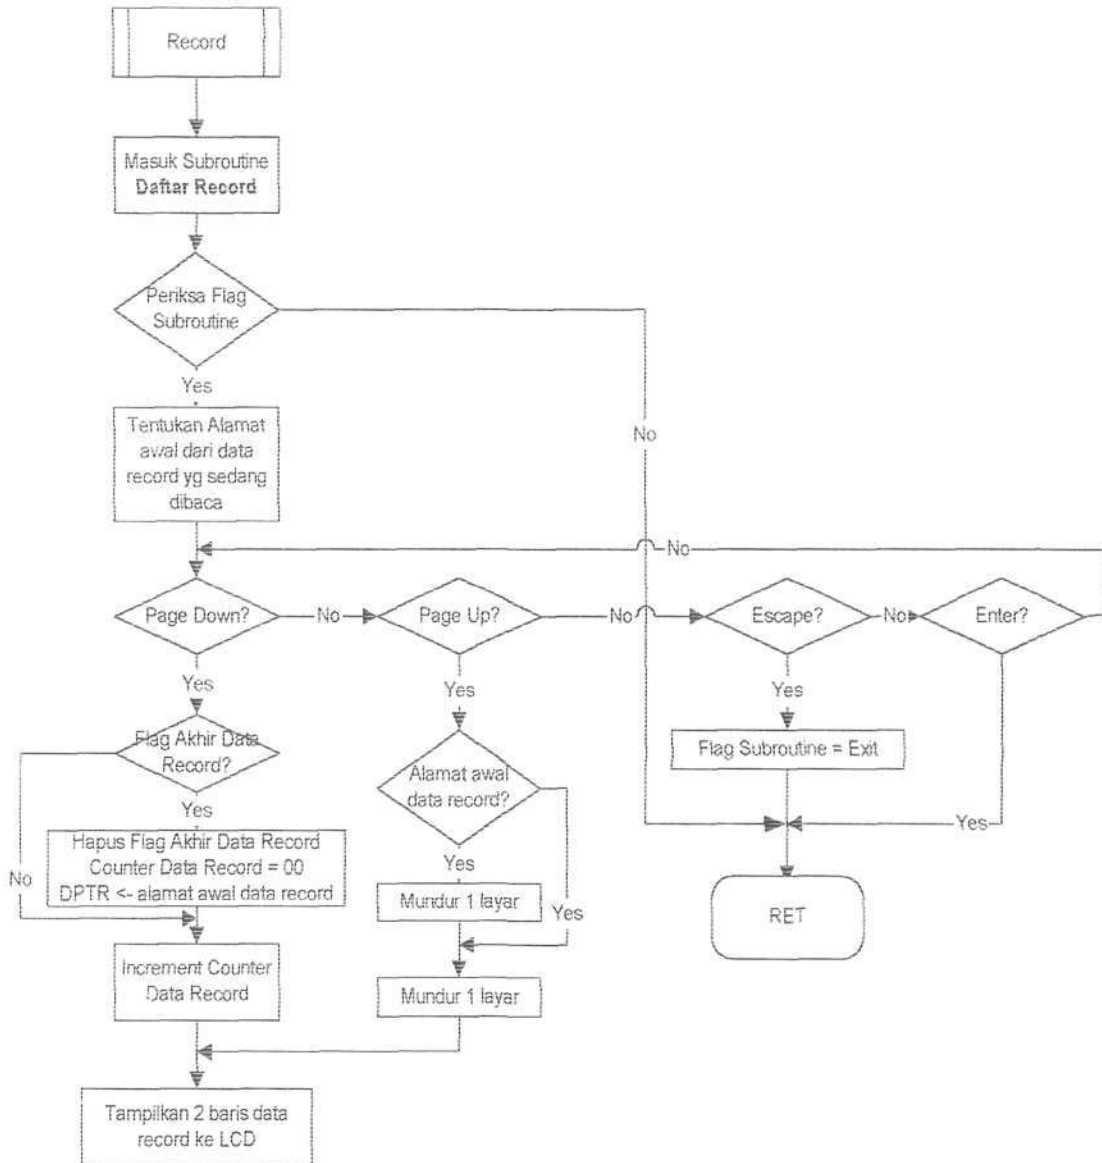 Record
Masuk Subroutine
Daftar Record
Periksa Flag
Subroutine
Yes
No
Tentukan Alamat
awal dari data
record yg sedang
dibaca
No
Page Down?
No
Page Up?
No
Escape?
No
Enter?
Yes
Yes
Yes
Yes
Flag Akhir Data
Record?
Flag Subroutine = Exit
Alamat awal
data record?
Yes
No
Hapus Flag Akhir Data Record
Counter Data Record = 00
DPTR <- alamat awal data record
Yes
Mundur 1 layar
Yes
RET
Increment Counter
Data Record
Mundur 1 layar
Tampilkan 2 baris data
record ke LCD